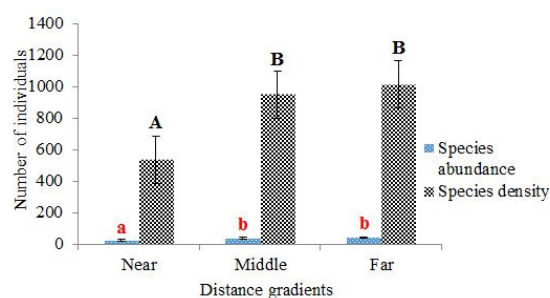 1400
1200
1000
800
600
400
200
0
Number of individuals
A
B
B
a
b
b
Near
Middle
Far
Distance gradients
Species
abundance
Species density